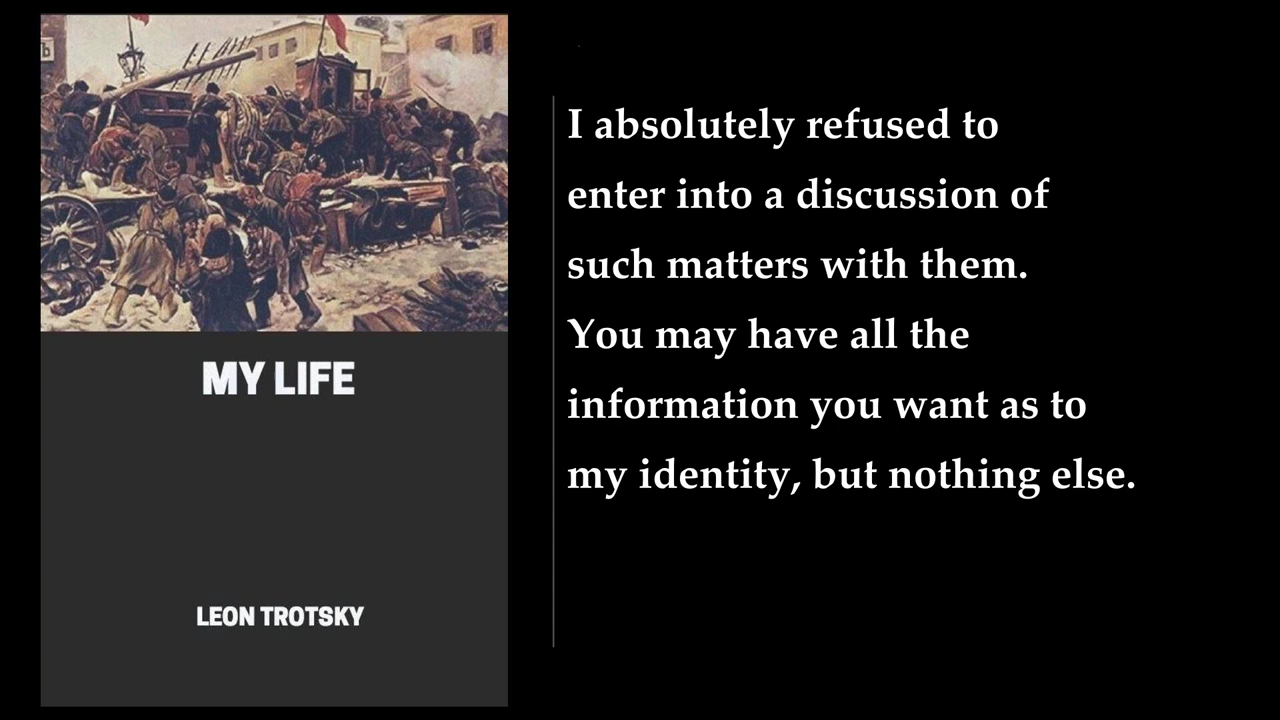 MY LIFE
LEON TROTSKY
I absolutely refused to
enter into a discussion of
such matters with them.
You may have all the
information you want as to
my identity, but nothing else.